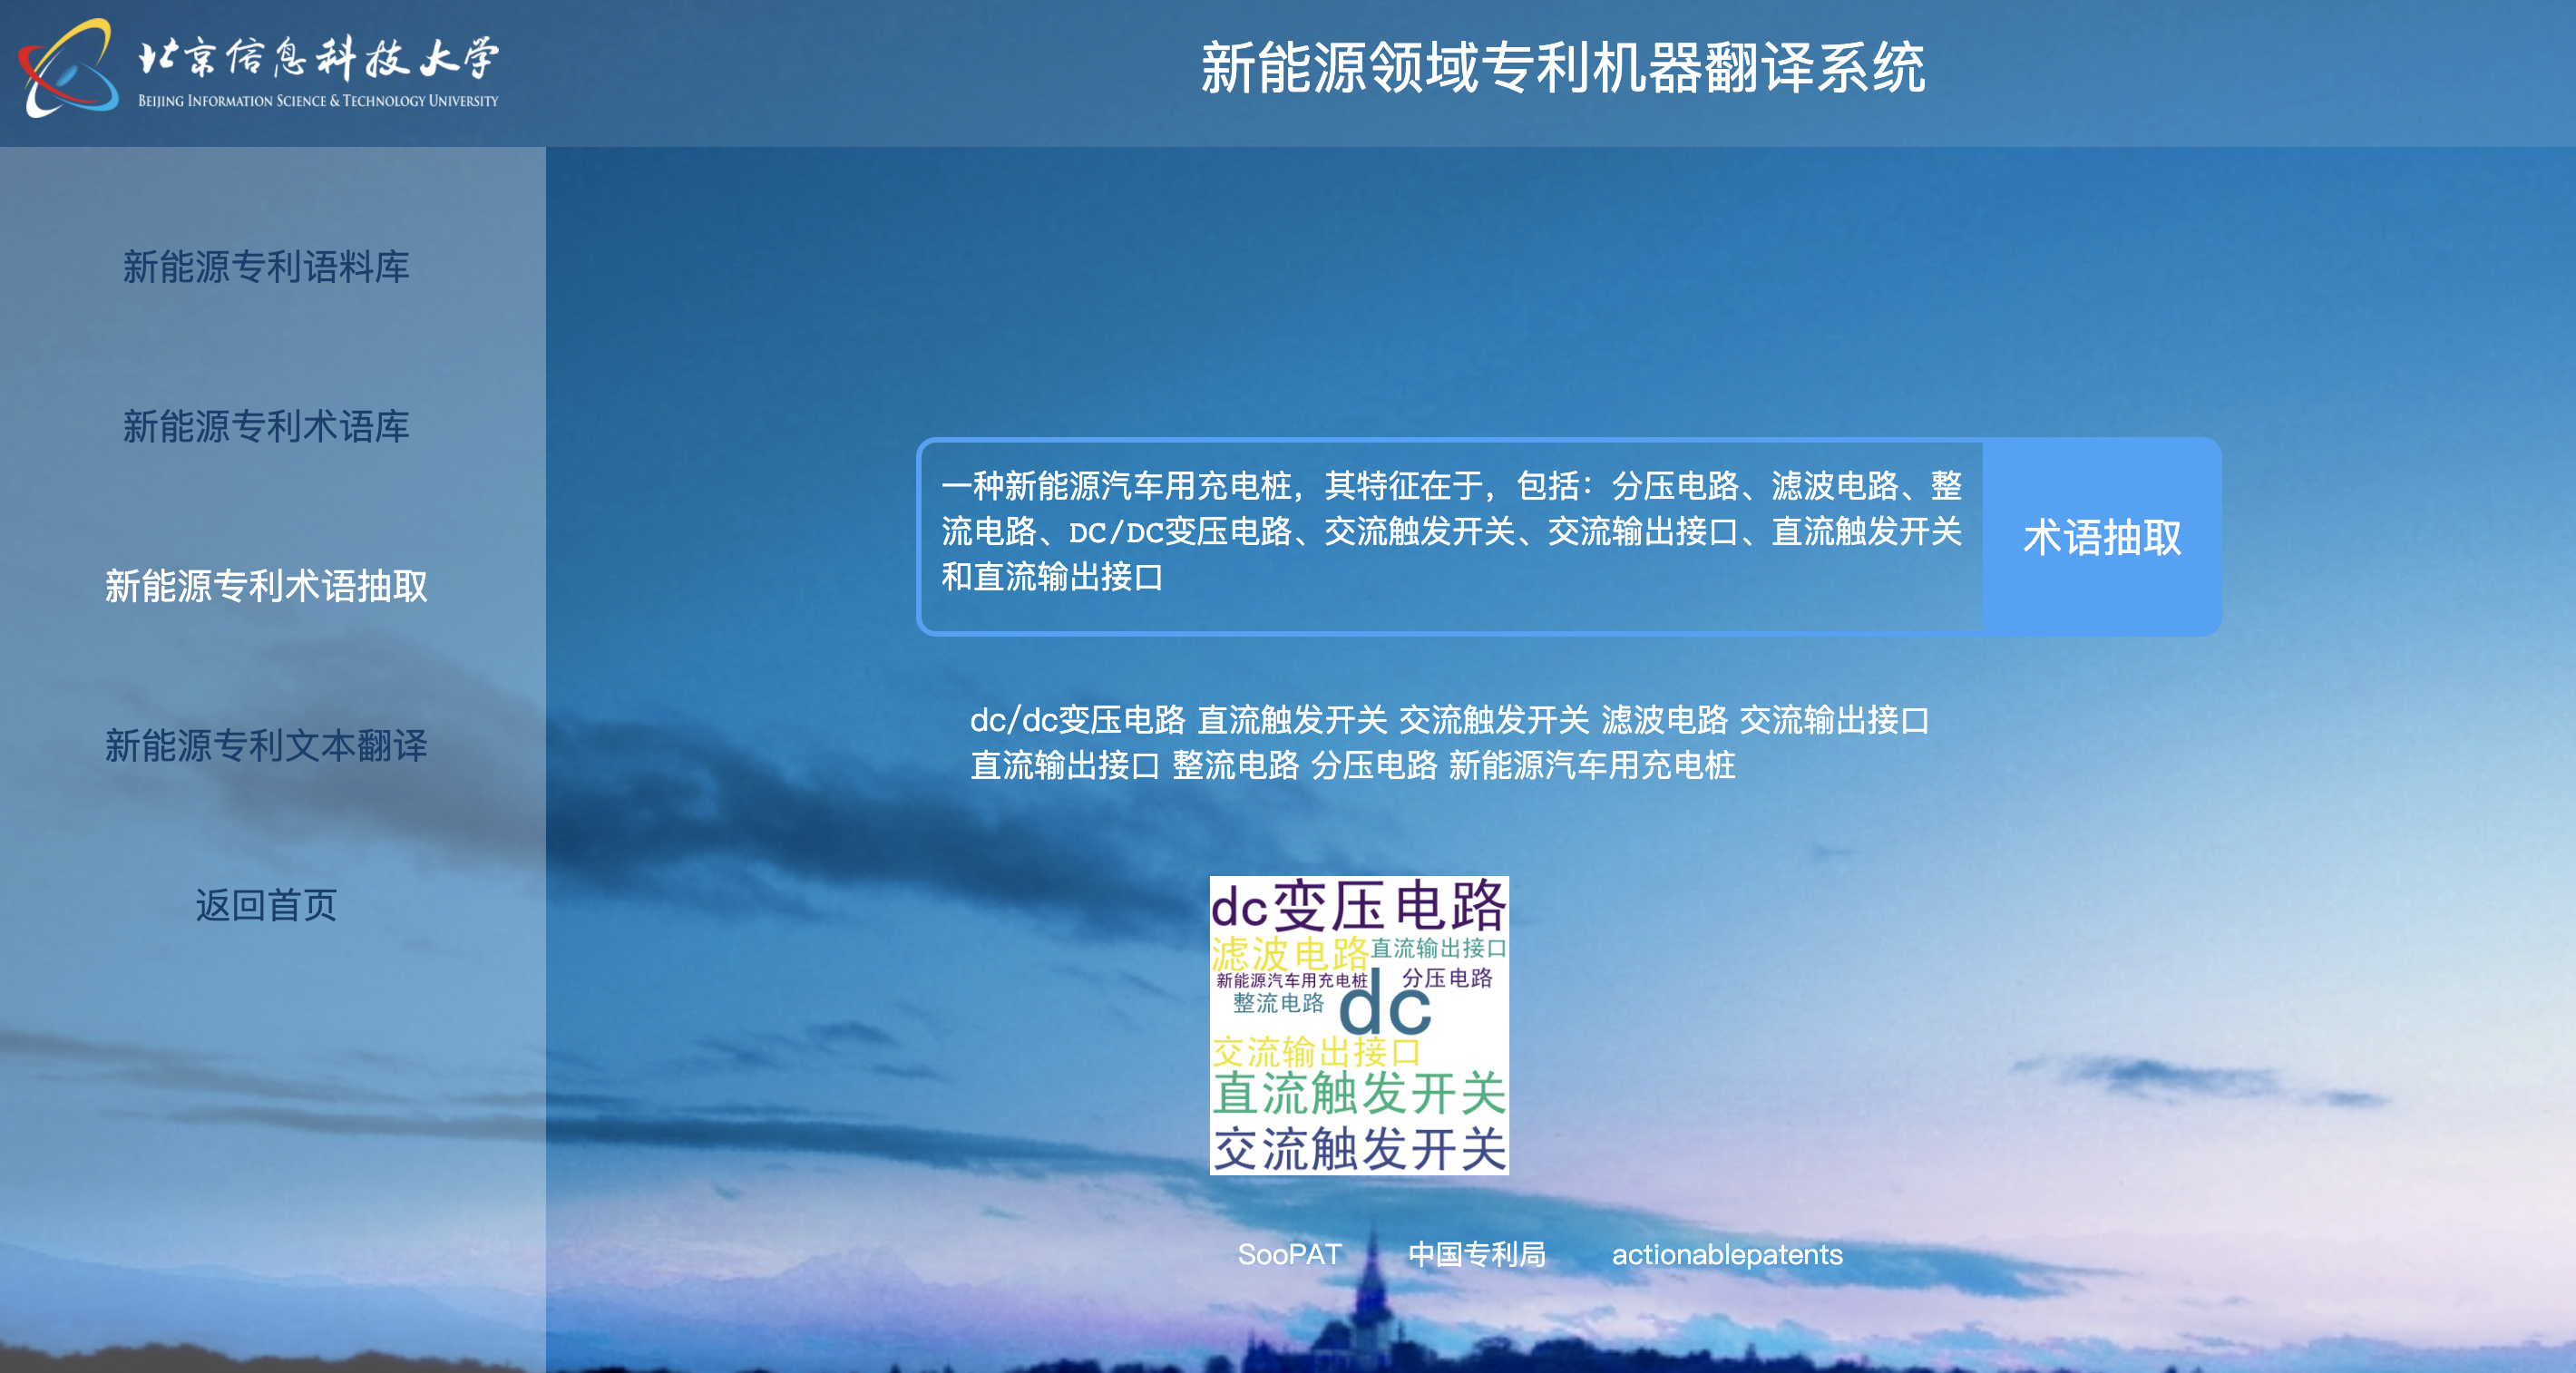 北京信息科技大学
BEIJING INFORMATION SCIENCE & TECHNOLOGY UNIVERSITY
新能源领域专利机器翻译系统
新能源专利语料库
新能源专利术语库
新能源专利术语抽取
新能源专利文本翻译
返回首页
一种新能源汽车用充电桩，其特征在于，包括：分压电路、滤波电路、整
流电路、DC/DC变压电路、交流触发开关、交流输出接口、直流触发开关
和直流输出接口
术语抽取
dc/dc变压电路 直流触发开关 交流触发开关 滤波电路 交流输出接口
直流输出接口 整流电路 分压电路 新能源汽车用充电桩
dc变压电路
滤波电路
直流输出接口
新能源汽车用充电桩
分压电路
整流电路
dc
交流输出接口
直流触发开关
交流触发开关
SooPAT 中国专利局 actionablepatents